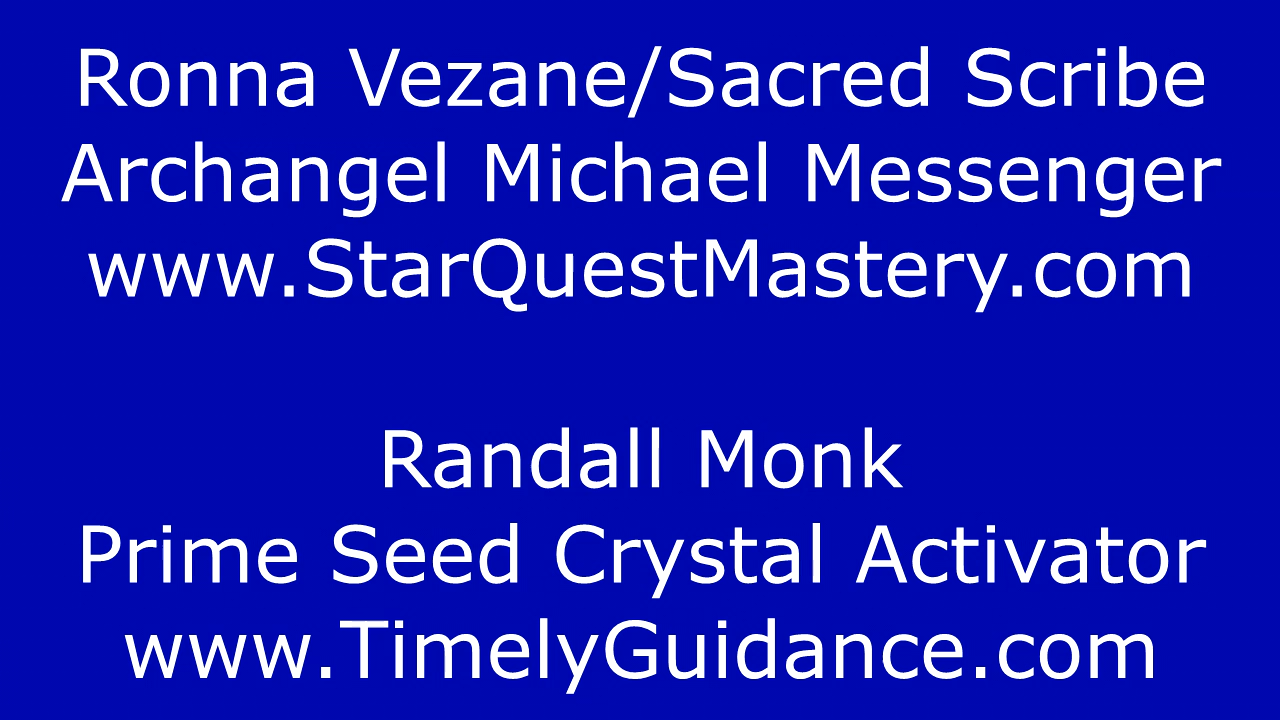 Ronna Vezane/Sacred Scribe
Archangel Michael Messenger
www.StarQuestMastery.com
Randall Monk
Prime Seed Crystal Activator
www.TimelyGuidance.com